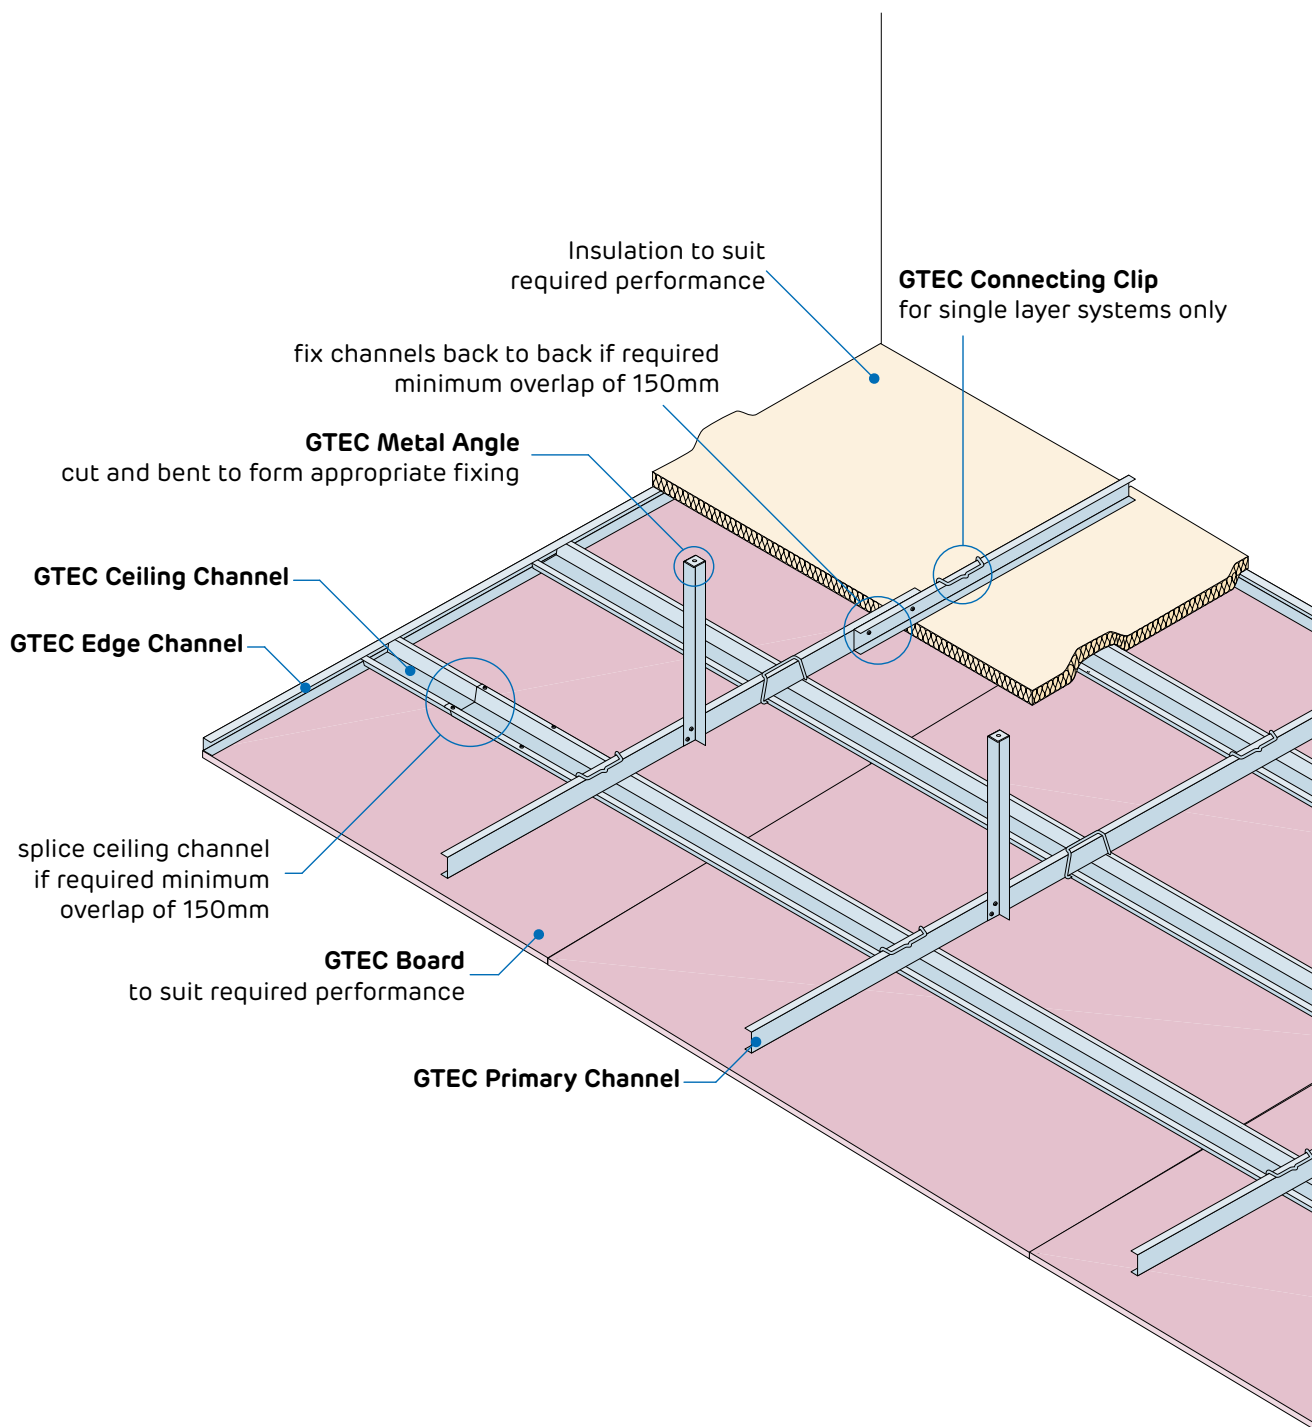 Insulation to suit
required performance
GTEC Connecting Clip
for single layer systems only
fix channels back to back if required
minimum overlap of 150mm
GTEC Metal Angle
cut and bent to form appropriate fixing
GTEC Ceiling Channel
GTEC Edge Channel
splice ceiling channel
if required minimum
overlap of 150mm
GTEC Board
to suit required performance
GTEC Primary Channel